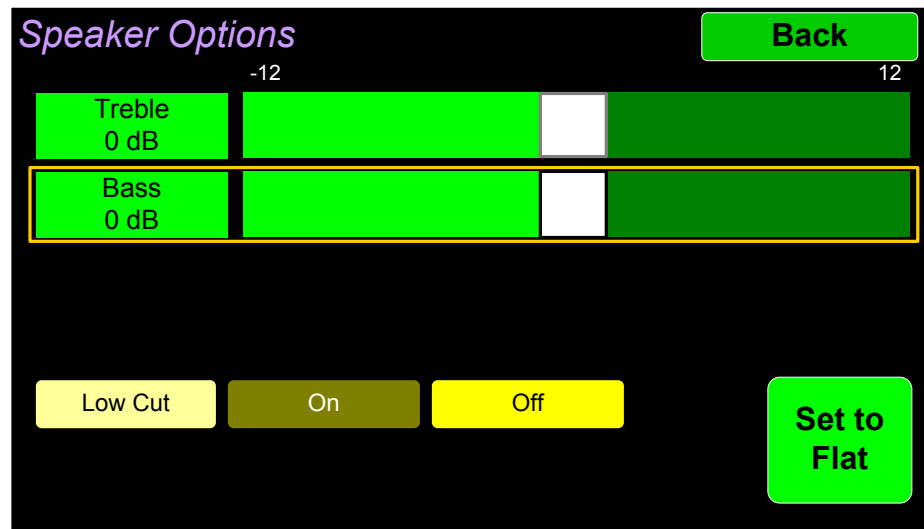 Speaker Options
Back
-12
12
Treble
0 dB
Bass
0 dB
Low Cut
On
Off
Set to
Flat